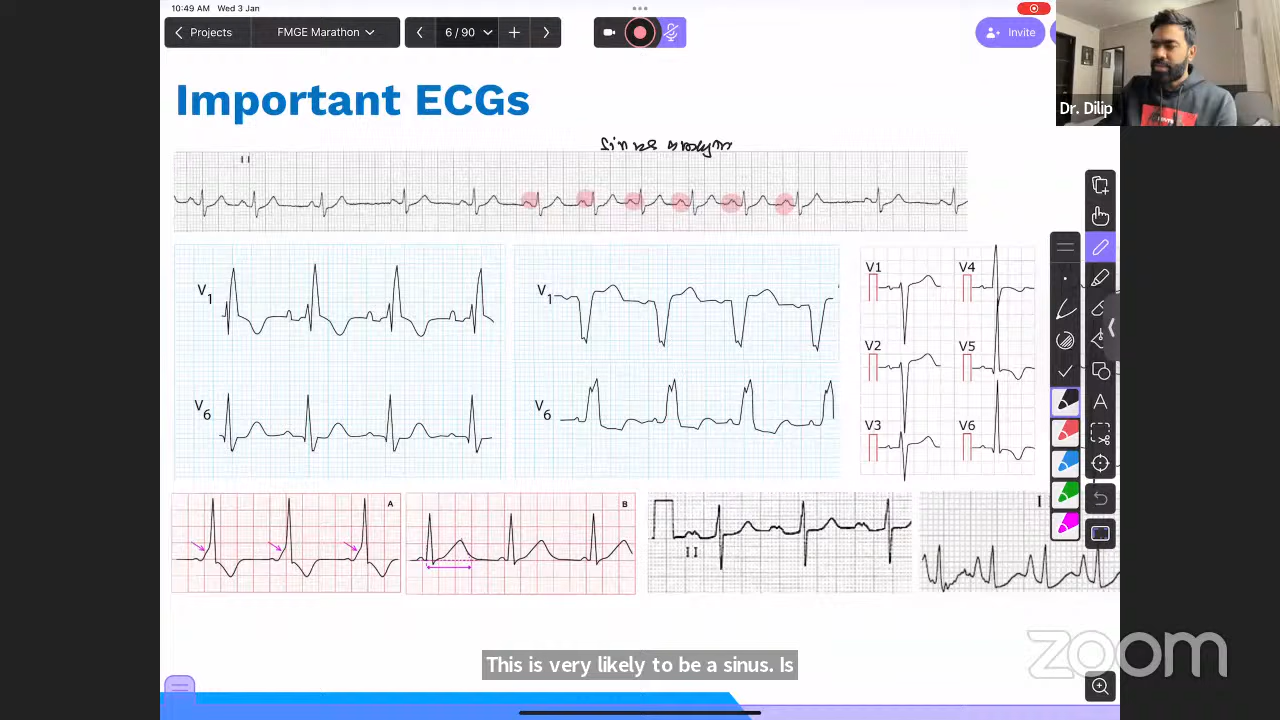 10:49 AM Wed 3 Jan
Projects
FMGE Marathon
6 / 90
Invite
Dr. Dilip
Important ECGs
II
V1
V1
V1
V4
V2
V5
V6
V6
V3
V6
A
B
II
I
A
This is very likely to be a sinus. Is
zoom